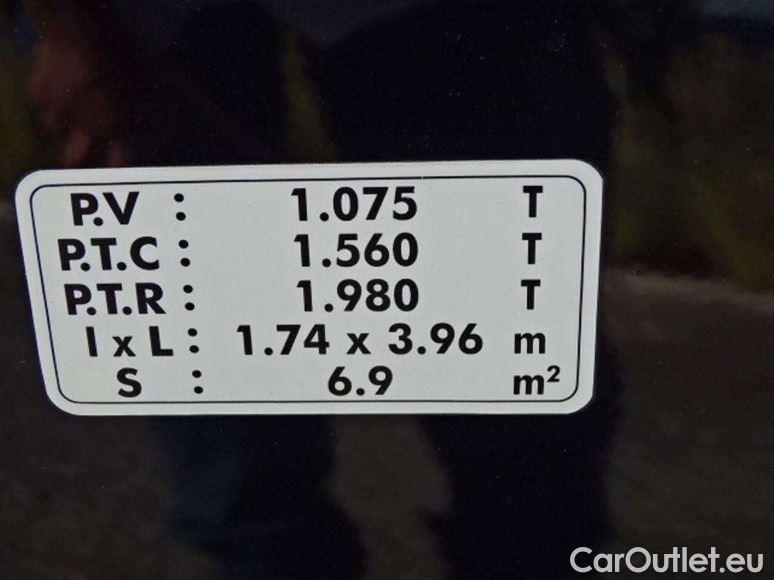 P.V : 1.075 T
P.T.C : 1.560 T
P.T.R : 1.980 T
l x L : 1.74 x 3.96 m
S : 6.9 m²
CarOutlet.eu